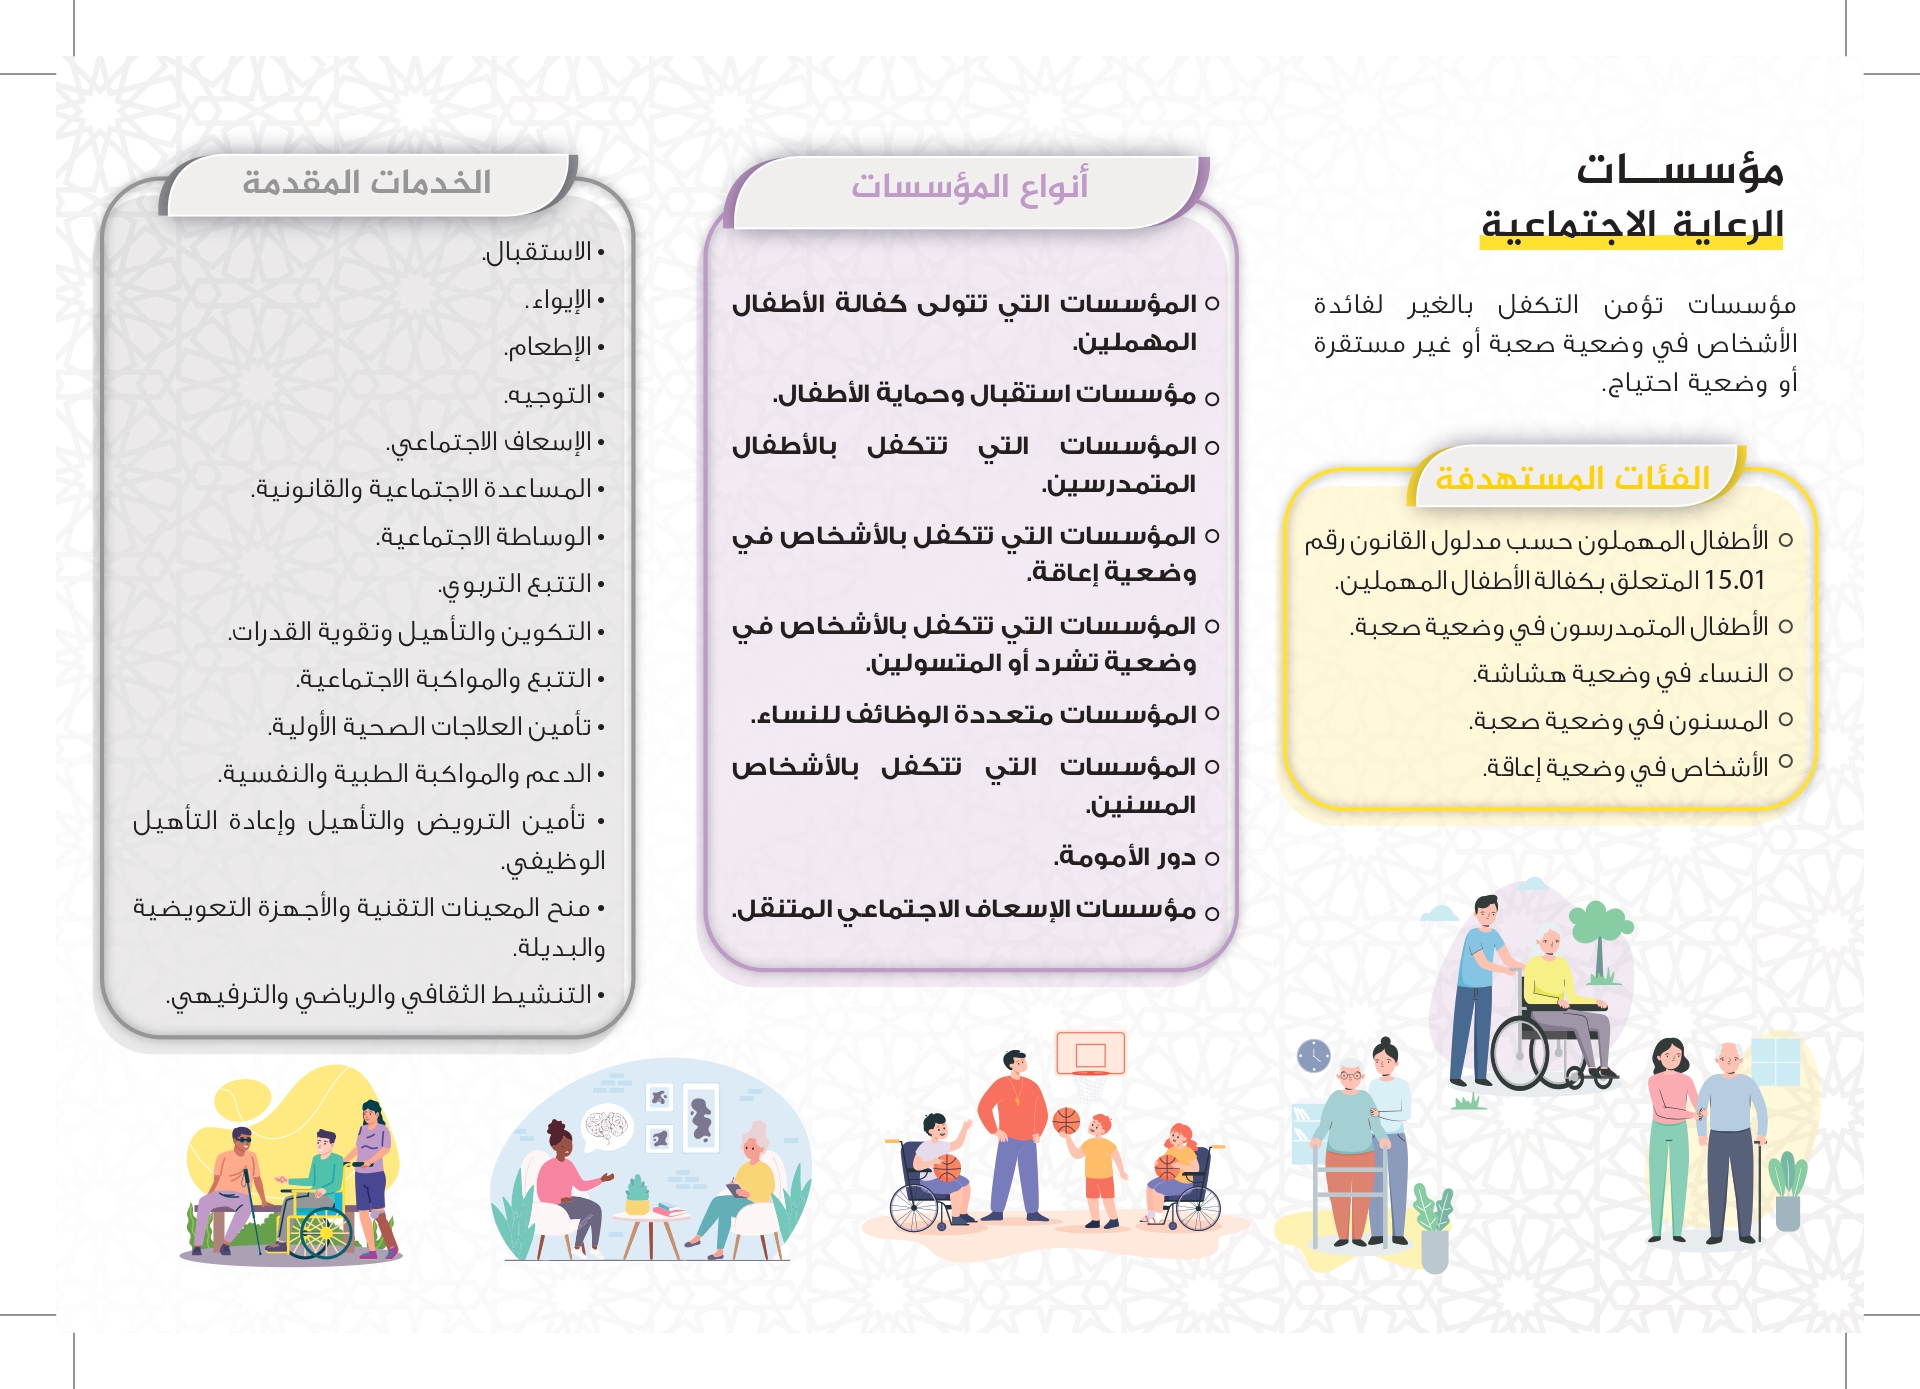 مؤسســـات
الرعاية الاجتماعية
مؤسسات تؤمن التكفل بالغير لفائدة
الأشخاص في وضعية صعبة أو غير مستقرة
أو وضعية احتياج.
الفئات المستهدفة
○ الأطفال المهملون حسب مدلول القانون رقم
15.01 المتعلق بكفالة الأطفال المهملين.
○ الأطفال المتمدرسون في وضعية صعبة.
○ النساء في وضعية هشاشة.
○ المسنون في وضعية صعبة.
○ الأشخاص في وضعية إعاقة.
أنواع المؤسسات
○ المؤسسات التي تتولى كفالة الأطفال
المهملين.
○ مؤسسات استقبال وحماية الأطفال.
○ المؤسسات التي تتكفل بالأطفال
المتمدرسين.
○ المؤسسات التي تتكفل بالأشخاص في
وضعية إعاقة.
○ المؤسسات التي تتكفل بالأشخاص في
وضعية تشرد أو المتسولين.
○ المؤسسات متعددة الوظائف للنساء.
○ المؤسسات التي تتكفل بالأشخاص
المسنين.
○ دور الأمومة.
○ مؤسسات الإسعاف الاجتماعي المتنقل.
الخدمات المقدمة
• الاستقبال.
• الإيواء.
• الإطعام.
• التوجيه.
• الإسعاف الاجتماعي.
• المساعدة الاجتماعية والقانونية.
• الوساطة الاجتماعية.
• التتبع التربوي.
• التكوين والتأهيل وتقوية القدرات.
• التتبع والمواكبة الاجتماعية.
• تأمين العلاجات الصحية الأولية.
• الدعم والمواكبة الطبية والنفسية.
• تأمين الترويض والتأهيل وإعادة التأهيل
الوظيفي.
• منح المعينات التقنية والأجهزة التعويضية
والبديلة.
• التنشيط الثقافي والرياضي والترفيهي.